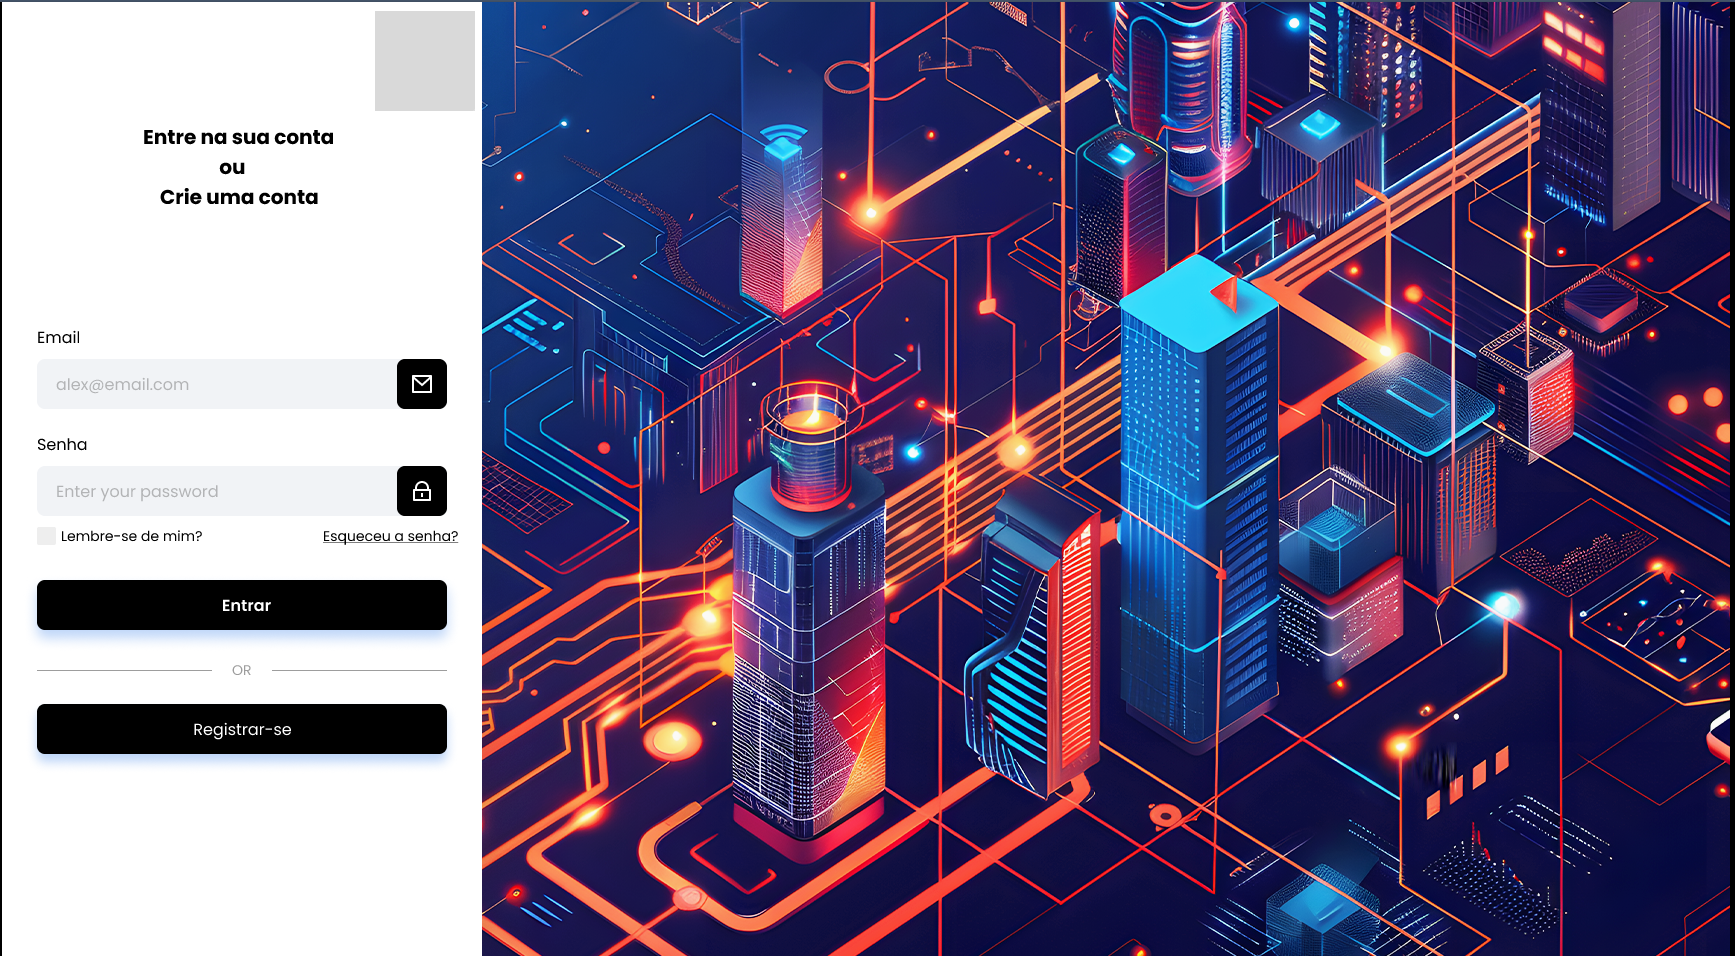 Entre na sua conta
ou
Crie uma conta
Email
alex@email.com
Senha
Enter your password
Lembre-se de mim? Esqueceu a senha?
Entrar
OR
Registrar-se